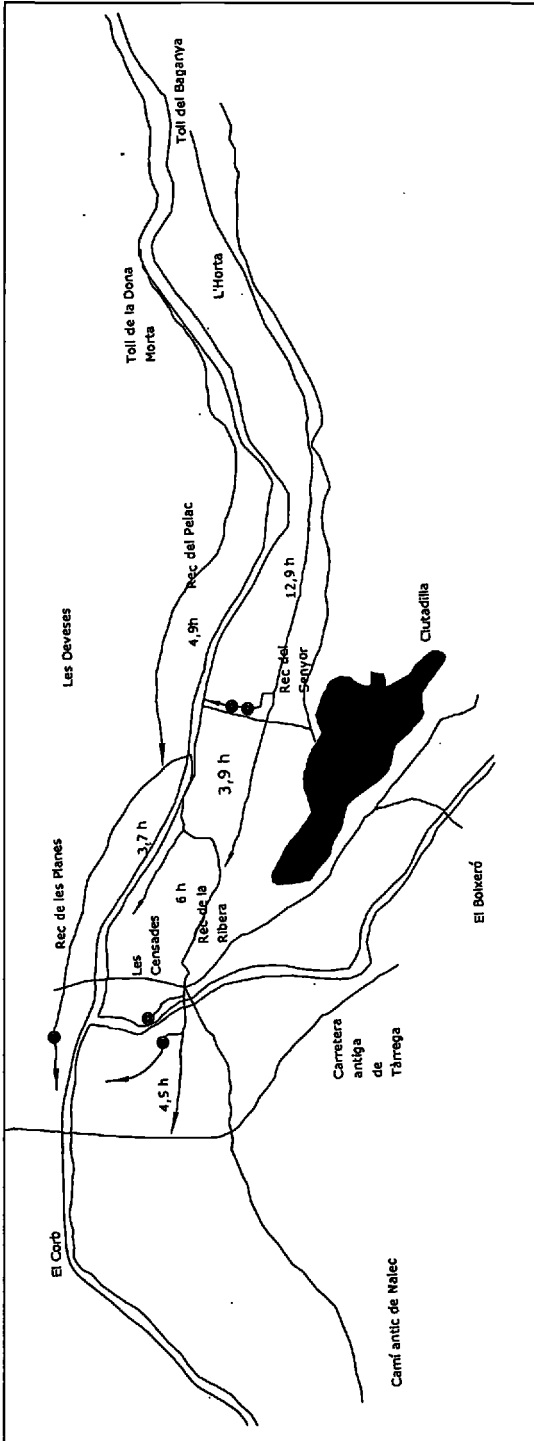 Toll del Baganya
Toll de la Dona
Morta
L'Horta
Les Deveses
Rec del Pelac
4,9h
12,9 h
Rec del
Senyor
Ciutadilla
3,9 h
Rec de les Planes
3,7 h
6 h
Rec de la
Ribera
Les
Censades
El Boixeró
4,5 h
Carretera
antiga
de
Tàrrega
El Corb
Camí antic de Nalec